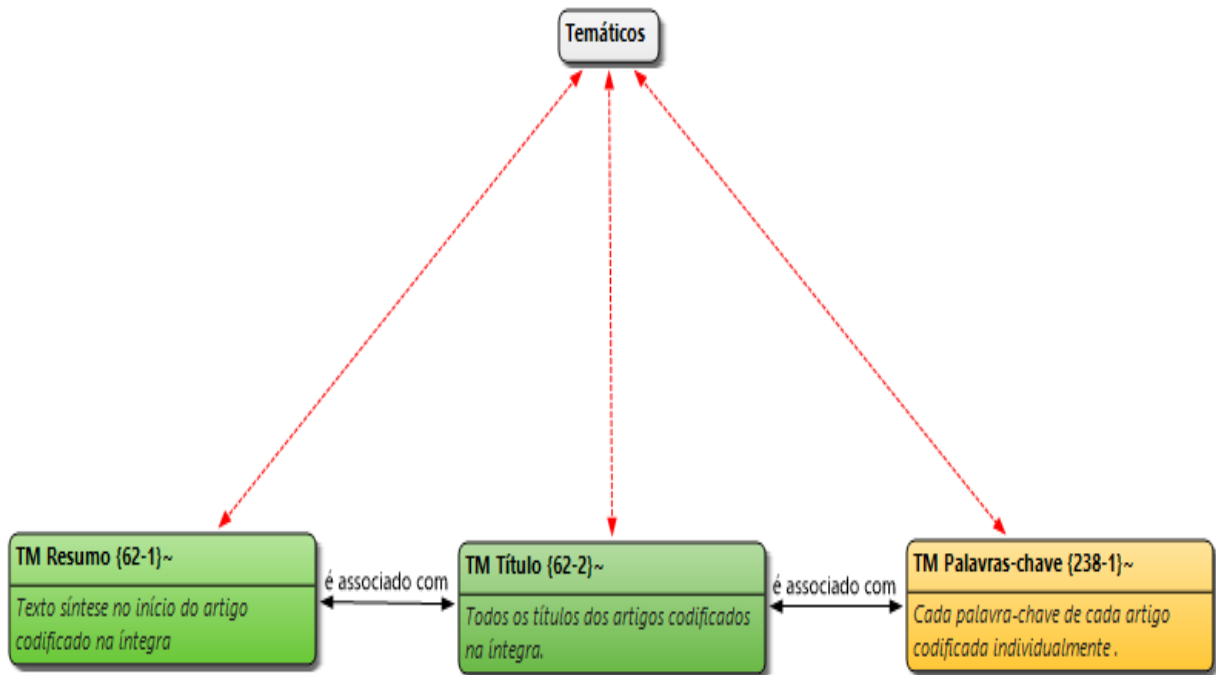 Temáticos
TM Resumo {62-1}~
Texto síntese no início do artigo
codificado na íntegra
é associado com
TM Título {62-2}~
Todos os títulos dos artigos codificados
na íntegra.
é associado com
TM Palavras-chave {238-1}~
Cada palavra-chave de cada artigo
codificada individualmente .